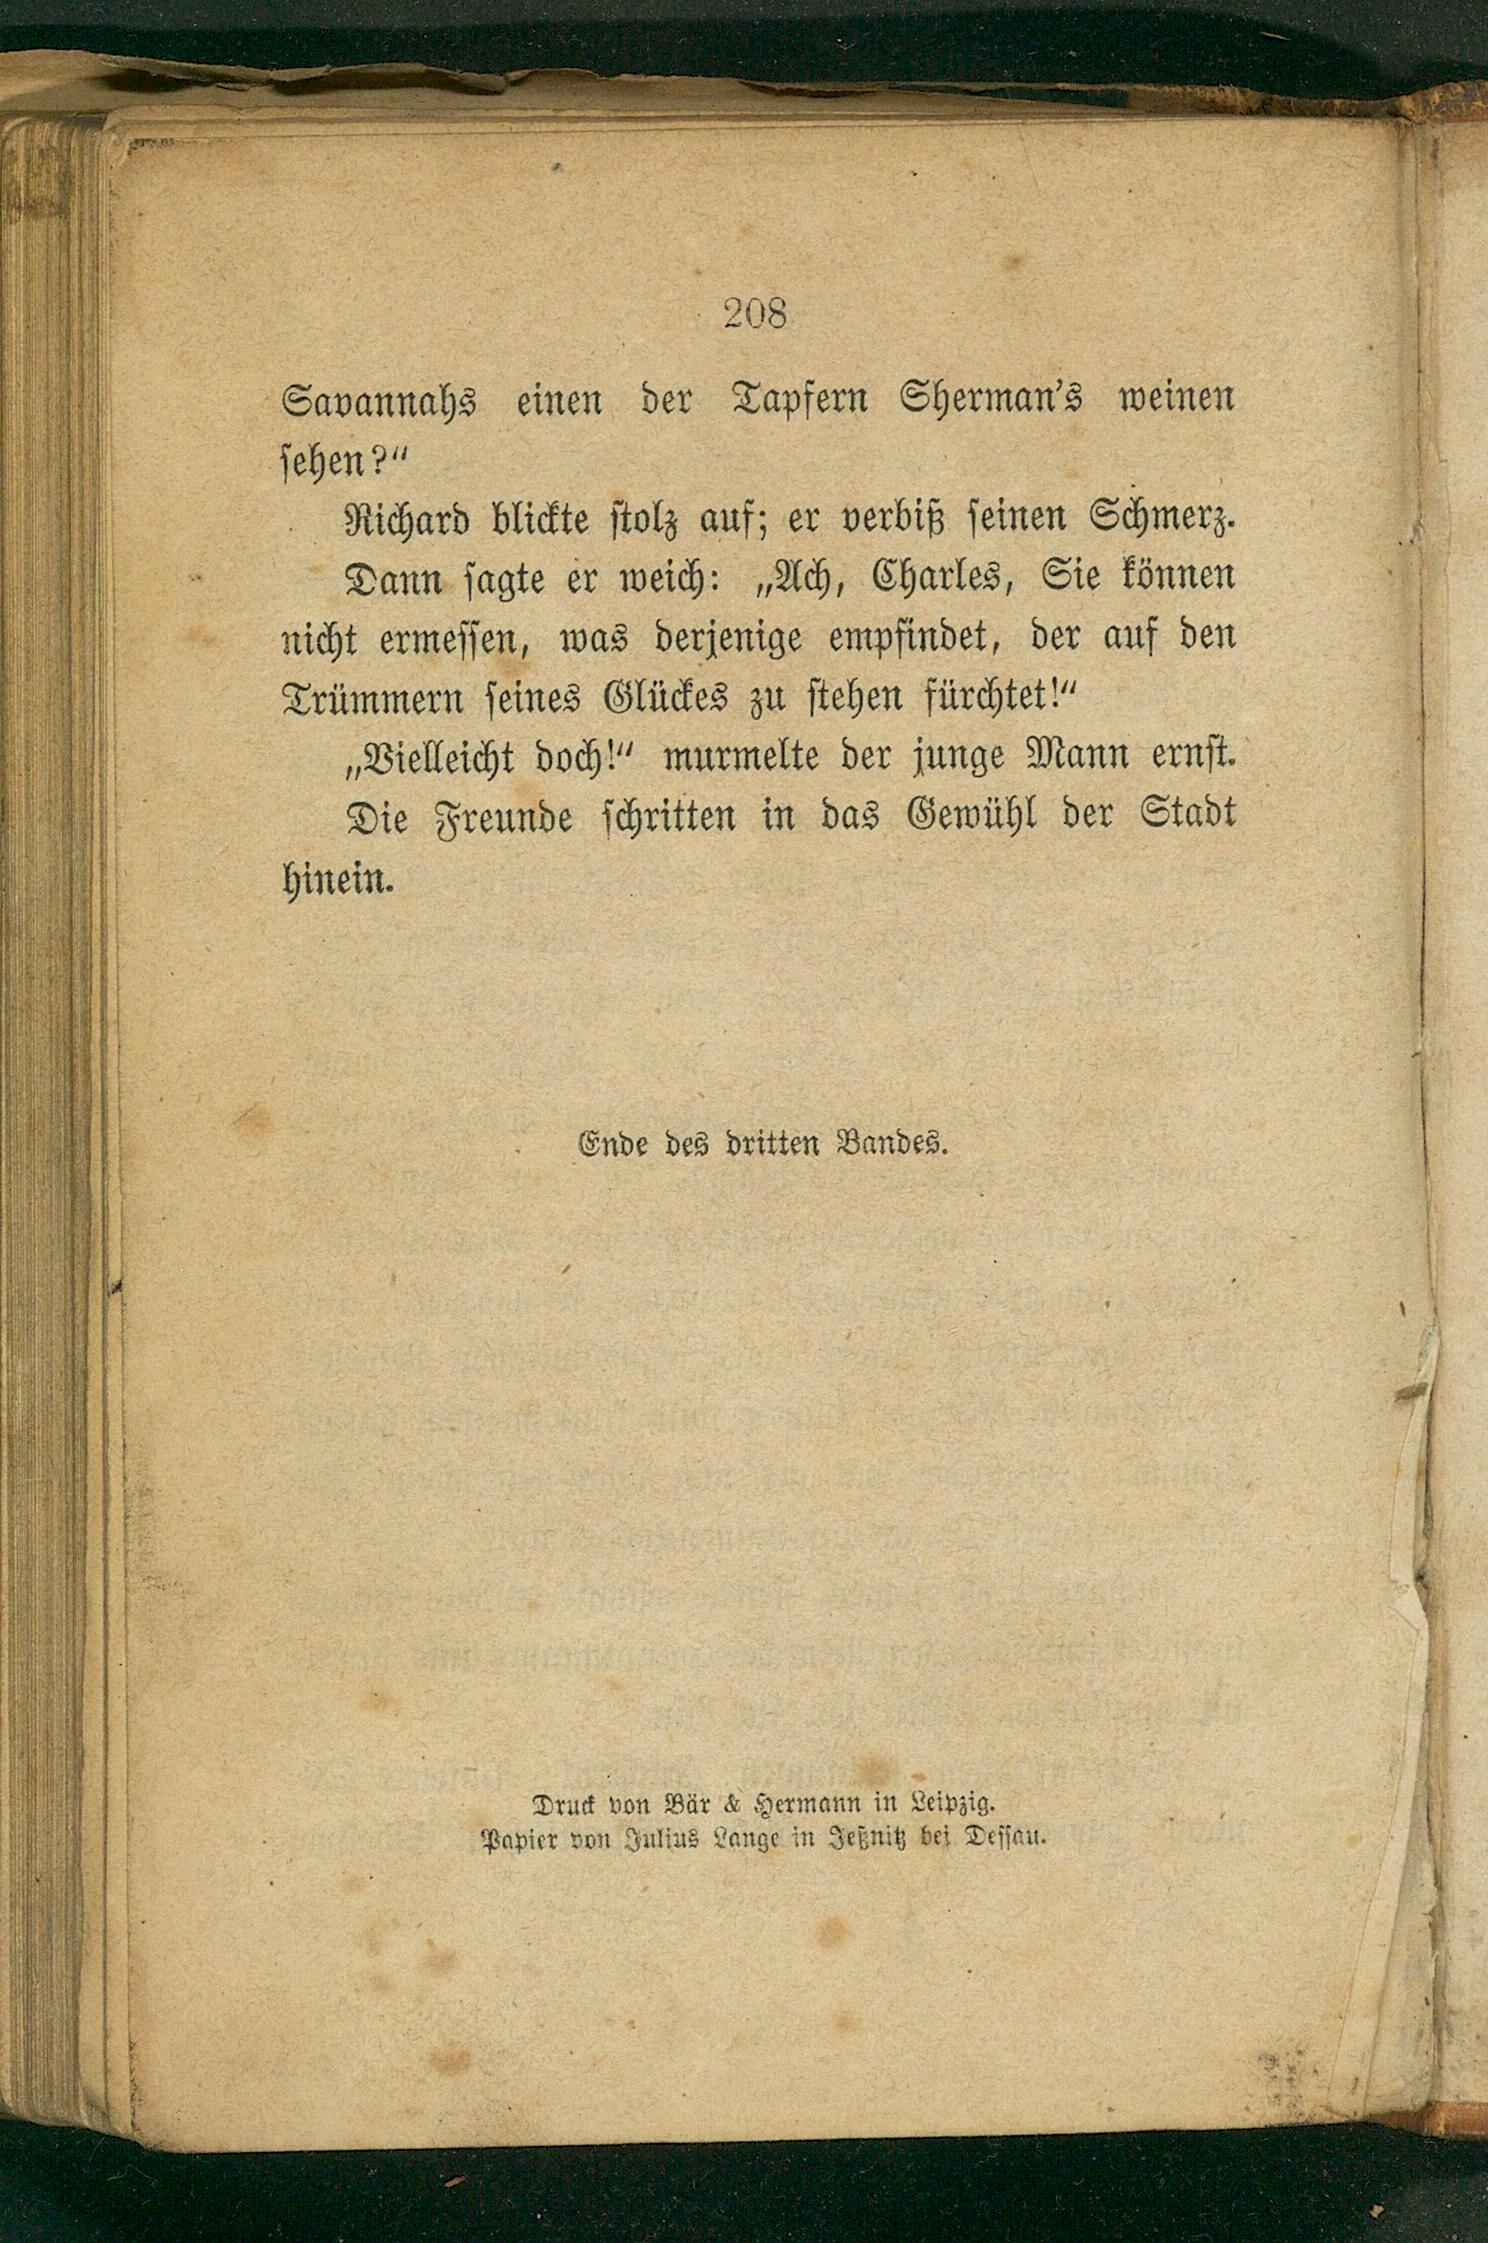 208
Savannahs einen der Tapfern Sherman's weinen
sehen?“
Richard blickte stolz auf; er verbiß seinen Schmerz.
Dann sagte er weich: „Ach, Charles, Sie können
nicht ermessen, was derjenige empfindet, der auf den
Trümmern seines Glückes zu stehen fürchtet!“
„Vielleicht doch!“ murmelte der junge Mann ernst.
Die Freunde schritten in das Gewühl der Stadt
hinein.
Ende des dritten Bandes.
Druck von Bär & Hermann in Leipzig.
Papier von Julius Lange in Jeßnitz bei Dessau.